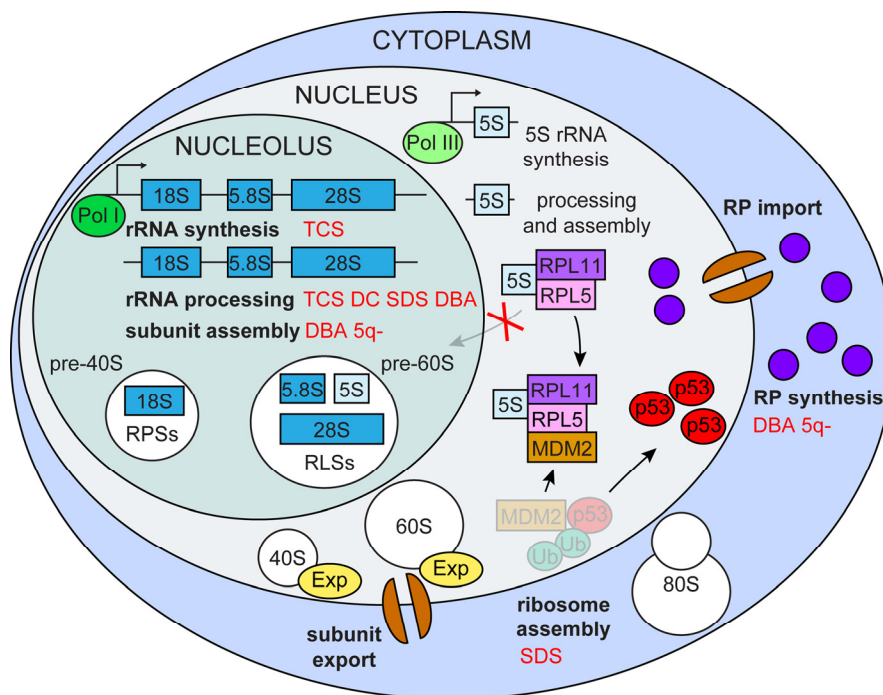 CYTOPLASM
NUCLEUS
NUCLEOLUS
Pol III
5S
5S rRNA
synthesis
Pol I
18S
5.8S
28S
rRNA synthesis TCS
5S
processing
and assembly
18S
5.8S
28S
rRNA processing TCS DC SDS DBA
subunit assembly DBA 5q-
5S
RPL11
RPL5
RP import
pre-40S
18S
RPSs
pre-60S
5.8S
5S
28S
RLSs
5S
RPL11
RPL5
MDM2
p53
p53
p53
RP synthesis
DBA 5q-
MDM2
p53
Ub
Ub
40S
Exp
60S
Exp
subunit
export
ribosome
assembly
SDS
80S